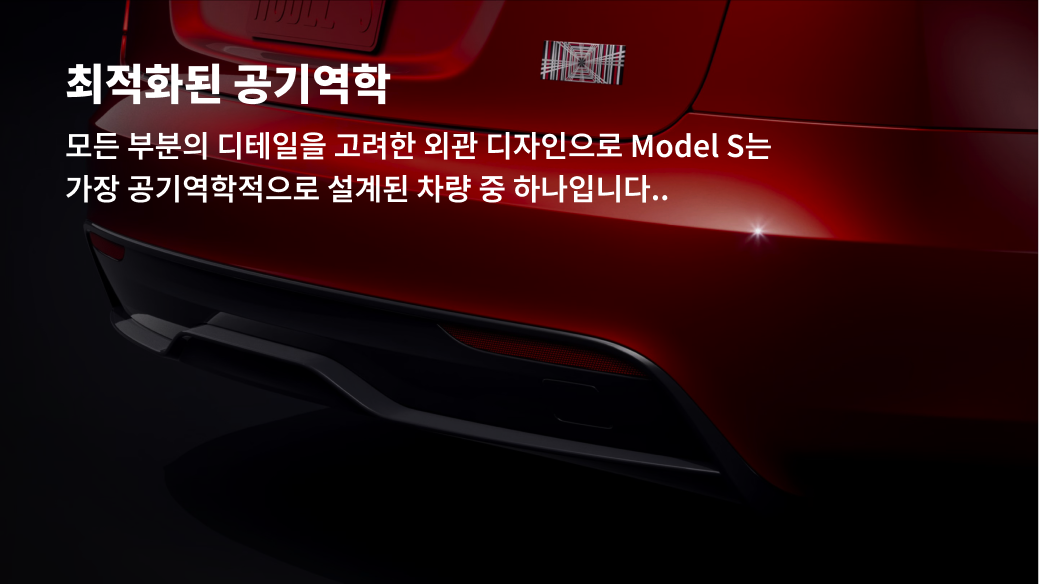 최적화된 공기역학
모든 부분의 디테일을 고려한 외관 디자인으로 Model S는
가장 공기역학적으로 설계된 차량 중 하나입니다..